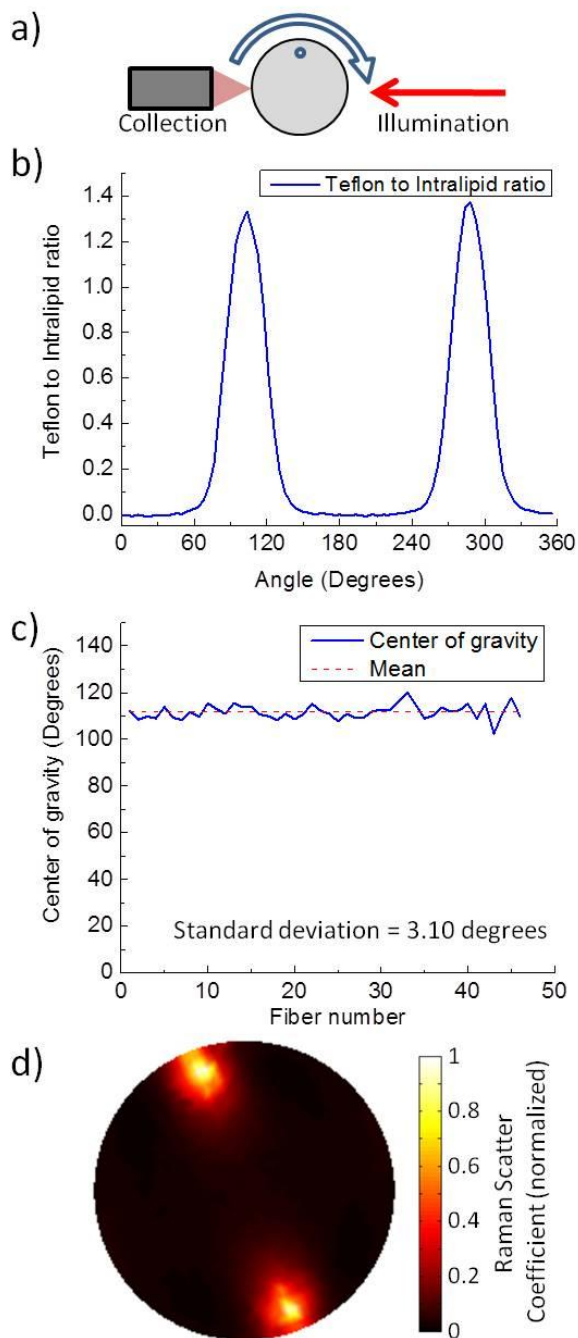 a)
Collection
Illumination
b)
Teflon to Intralipid ratio
1.4
1.2
1.0
0.8
0.6
0.4
0.2
0.0
Teflon to Intralipid ratio
0 120 240 300 360
60 180
Angle (Degrees)
c)
Center of gravity
Mean
140
120
100
80
60
40
20
0
Center of gravity (Degrees)
Standard deviation = 3.10 degrees
0 10 20 30 40 50
Fiber number
d)
1
0.8
0.6
0.4
0.2
0
Raman Scatter
Coefficient (normalized)